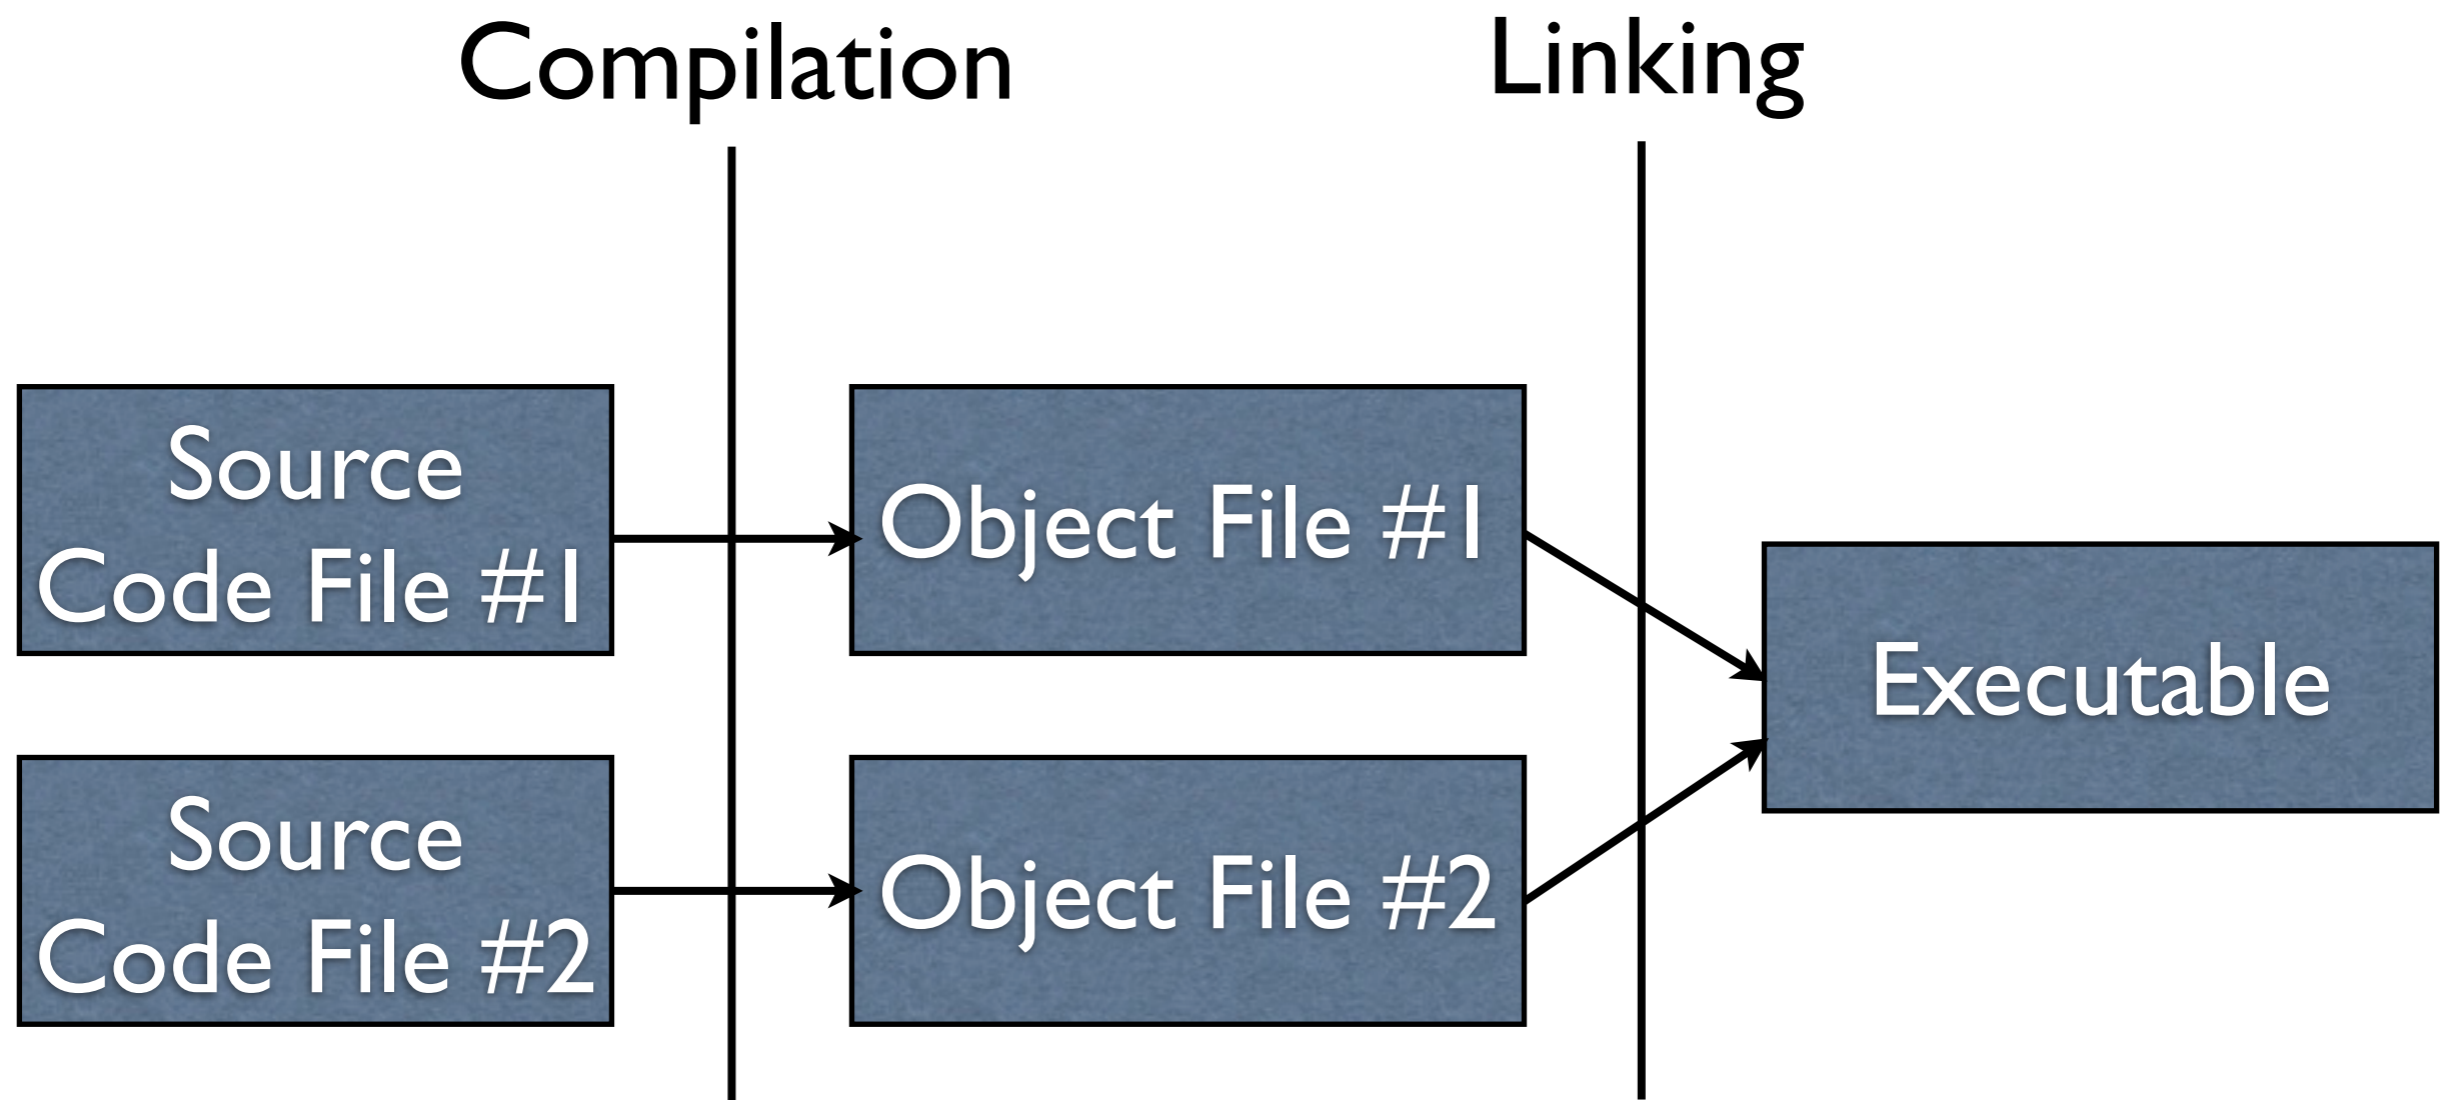 Compilation
Linking
Source
Code File #1
Object File #1
Executable
Source
Code File #2
Object File #2